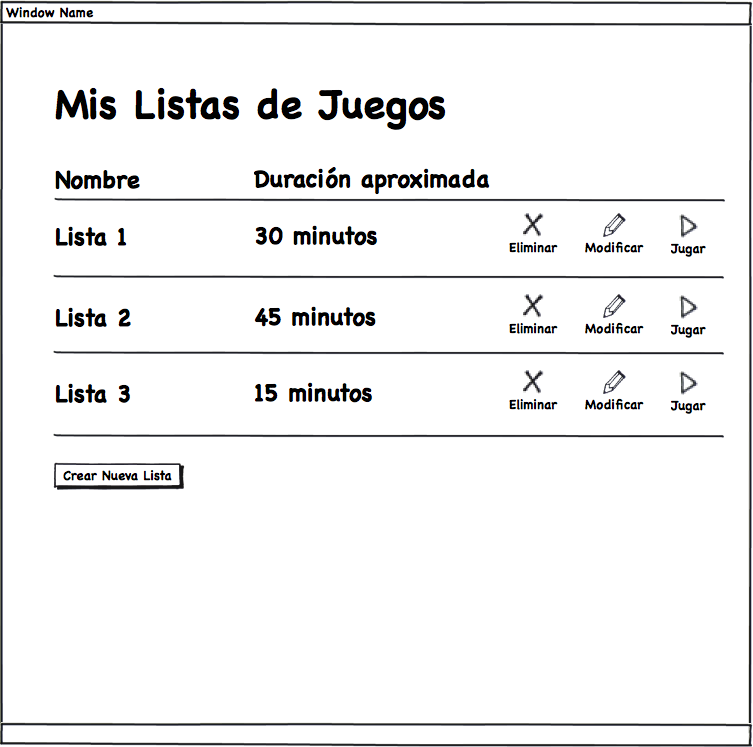 Window Name
Mis Listas de Juegos
Nombre Duración aproximada
Lista 1 30 minutos Eliminar Modificar Jugar
Lista 2 45 minutos Eliminar Modificar Jugar
Lista 3 15 minutos Eliminar Modificar Jugar
Crear Nueva Lista